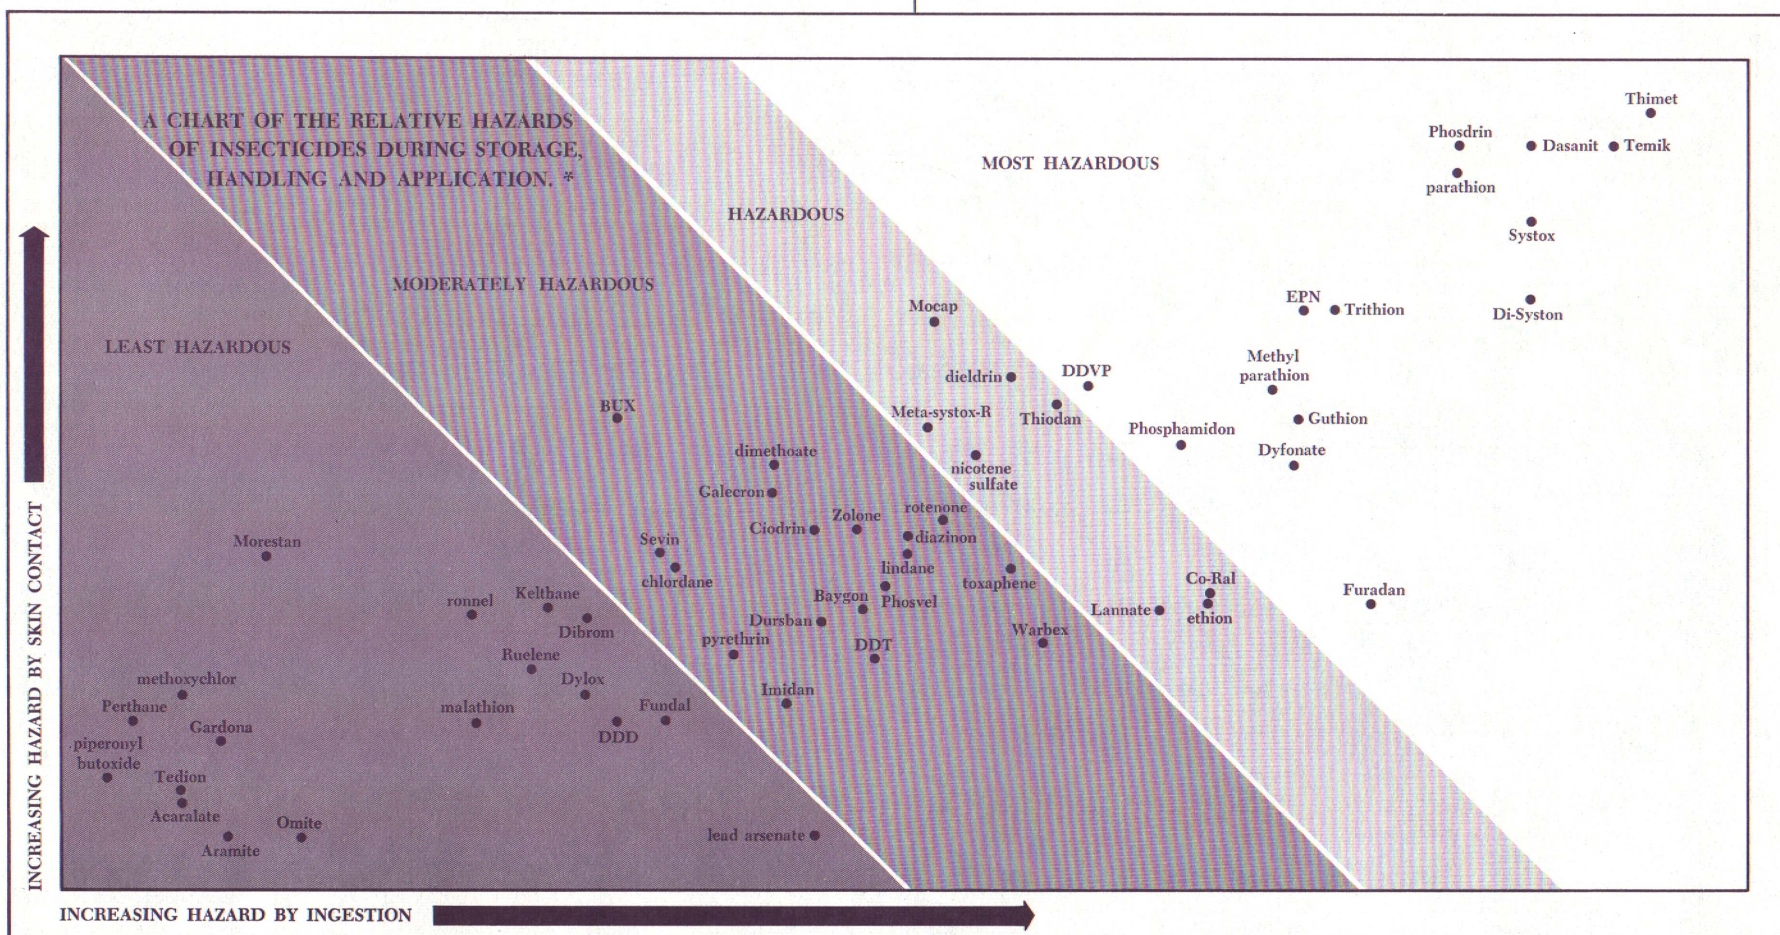 A CHART OF THE RELATIVE HAZARDS
OF INSECTICIDES DURING STORAGE,
HANDLING AND APPLICATION. *
MOST HAZARDOUS
HAZARDOUS
MODERATELY HAZARDOUS
LEAST HAZARDOUS
Thimet
Phosdrin
Dasanit
Temik
parathion
Systox
Di-Syston
EPN
Trithion
Methyl
parathion
Guthion
Dyfonate
Phosphamidon
Furadan
DDVP
Mocap
dieldrin
Thiodan
Meta-systox-R
nicotene
sulfate
Co-Ral
Lannate
ethion
BUX
dimethoate
Galecron
Ciodrin
Zolone
rotenone
diazinon
lindane
toxaphene
Sevin
chlordane
Baygon
Phosvel
Dursban
pyrethrin
DDT
Warbex
Imidan
Morestan
ronnel
Kelthane
Dibrom
Ruelene
Dylox
malathion
DDD
Fundal
methoxychlor
Perthane
Gardona
piperonyl
butoxide
Tedion
Acaralate
Aramite
Omite
lead arsenate
INCREASING HAZARD BY SKIN CONTACT
INCREASING HAZARD BY INGESTION